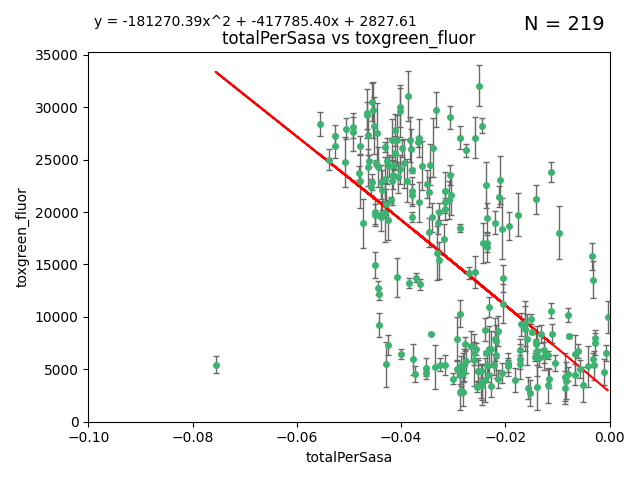 y = -181270.39x^2 + -417785.40x + 2827.61
N = 219
totalPerSasa vs toxgreen_fluor
35000
30000
25000
20000
15000
10000
5000
0
toxgreen_fluor
−0.10
−0.08
−0.06
−0.04
−0.02
0.00
totalPerSasa